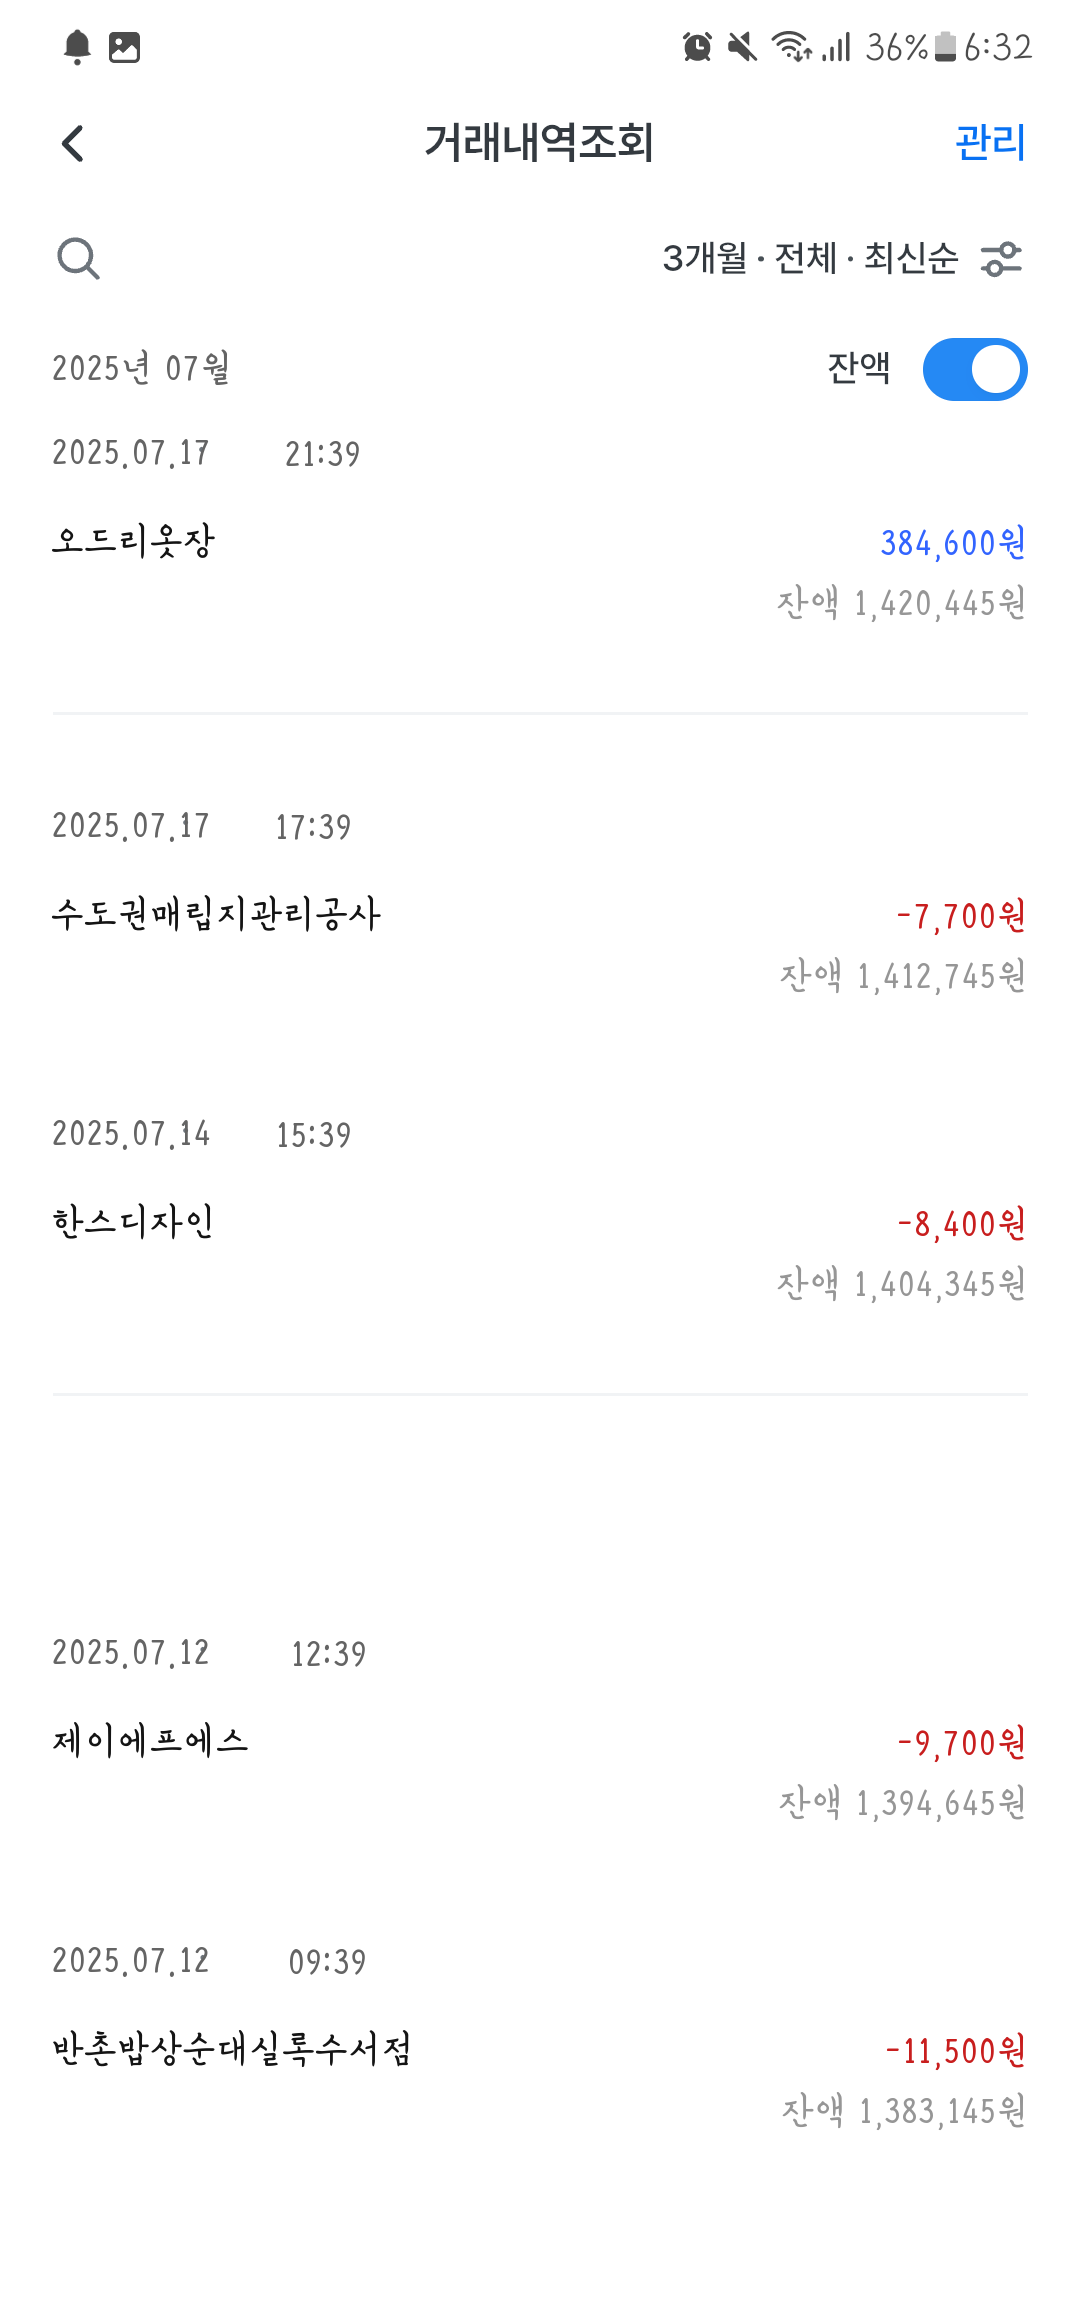 36% 6:32
거래내역조회 관리
3개월 · 전체 · 최신순
2025년 07월 잔액
2025.07.17 21:39
오드리옷장 384,600원
잔액 1,420,445원
2025.07.17 17:39
수도권매립지관리공사 -7,700원
잔액 1,412,745원
2025.07.14 15:39
한스디자인 -8,400원
잔액 1,404,345원
2025.07.12 12:39
제이에프에스 -9,700원
잔액 1,394,645원
2025.07.12 09:39
반촌밥상순대실록수서점 -11,500원
잔액 1,383,145원